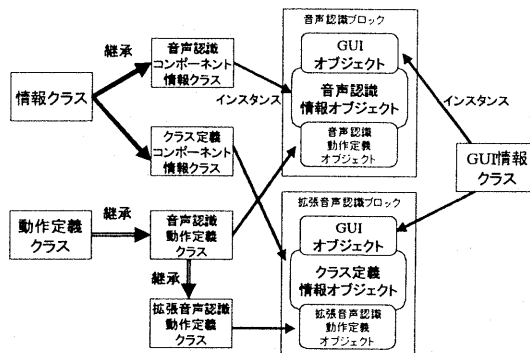 情報クラス
動作定義
クラス
継承
継承
継承
音声認識
コンポーネント
情報クラス
クラス定義
コンポーネント
情報クラス
音声認識
動作定義
クラス
拡張音声認識
動作定義
クラス
インスタンス
音声認識ブロック
GUI
オブジェクト
音声認識
情報オブジェクト
音声認識
動作定義
オブジェクト
拡張音声認識ブロック
GUI
オブジェクト
クラス定義
情報オブジェクト
拡張音声認識
動作定義
オブジェクト
インスタンス
GUI情報
クラス